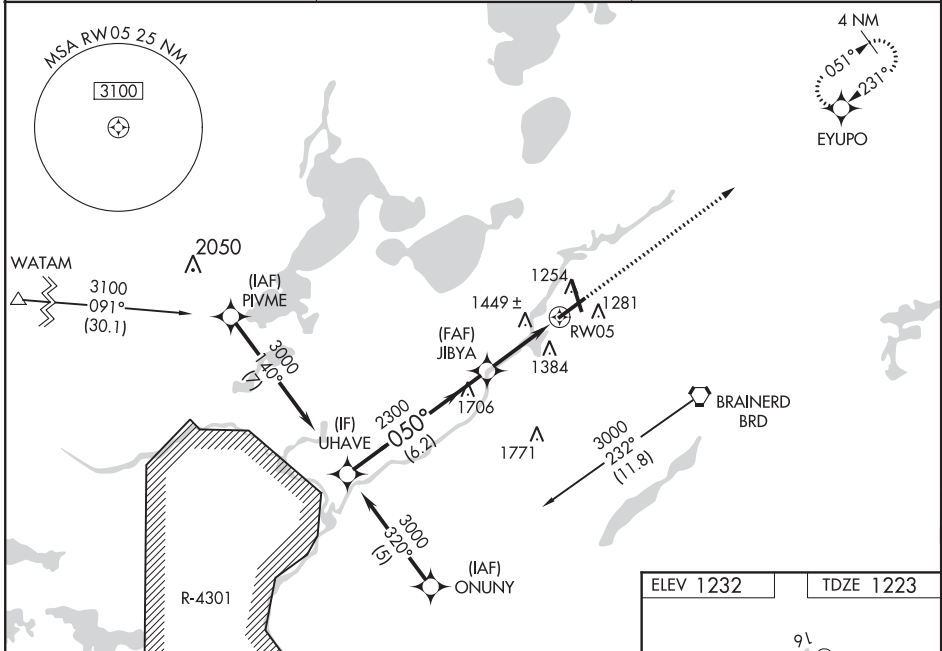 MSA RW05 25 NM
3100
4 NM
051°
231°
EYUPO
WATAM
3100
091°
(30.1)
2050
(IAF)
PIVME
3000
140°
(7)
1254
1449 ±
1281
RW05
(FAF)
JIBYA
1384
1706
2300
050°
(6.2)
(IF)
UHAVE
1771
BRAINERD
BRD
3000
232°
(11.8)
3000
320°
(5)
(IAF)
ONUNY
R-4301
ELEV 1232
TDZE 1223
16